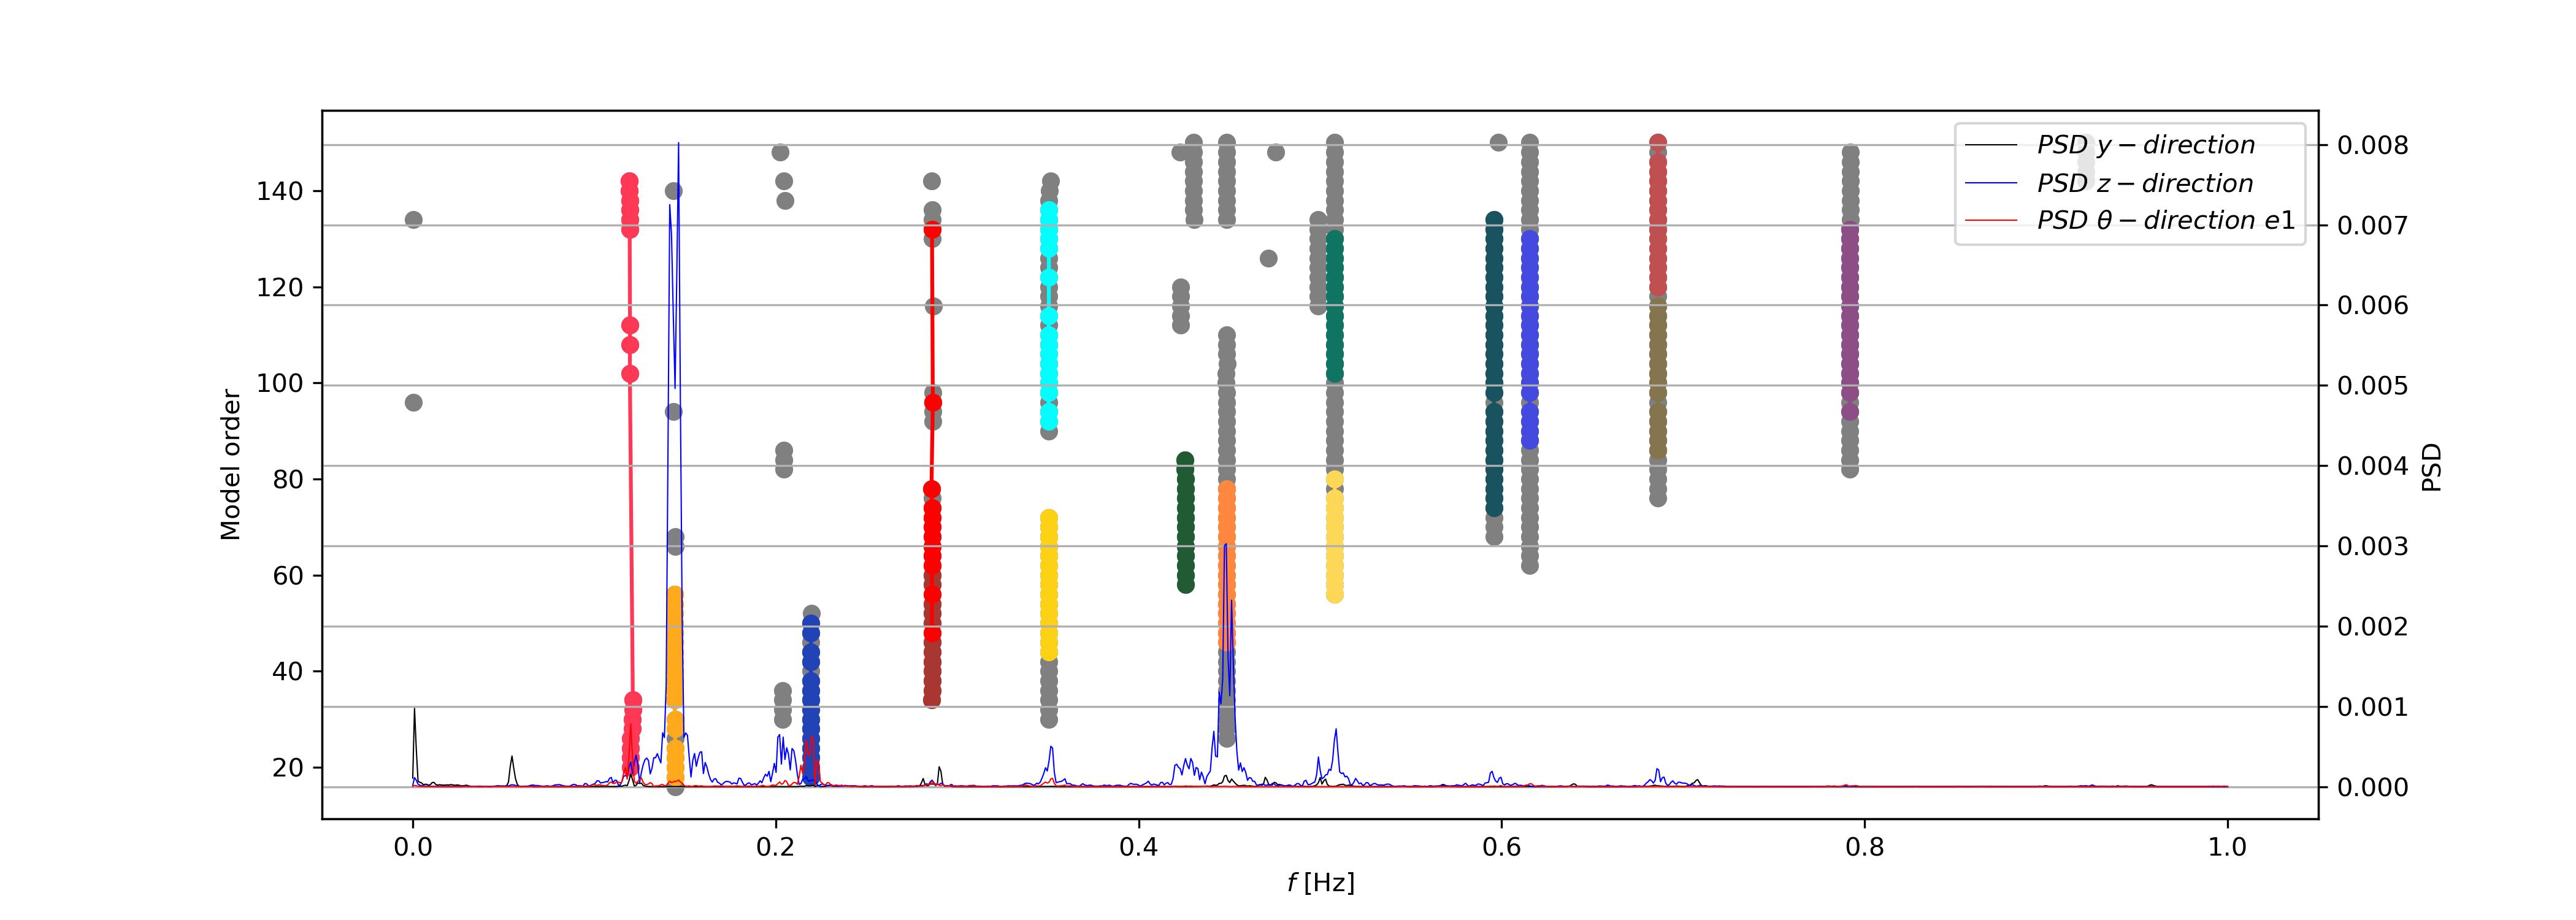 PSD y − direction
PSD z − direction
PSD θ − direction e1
Model order
140
120
100
80
60
40
20
0.008
0.007
0.006
0.005
0.004
0.003
0.002
0.001
0.000
PSD
0.0 0.2 0.4 0.6 0.8 1.0
f [Hz]